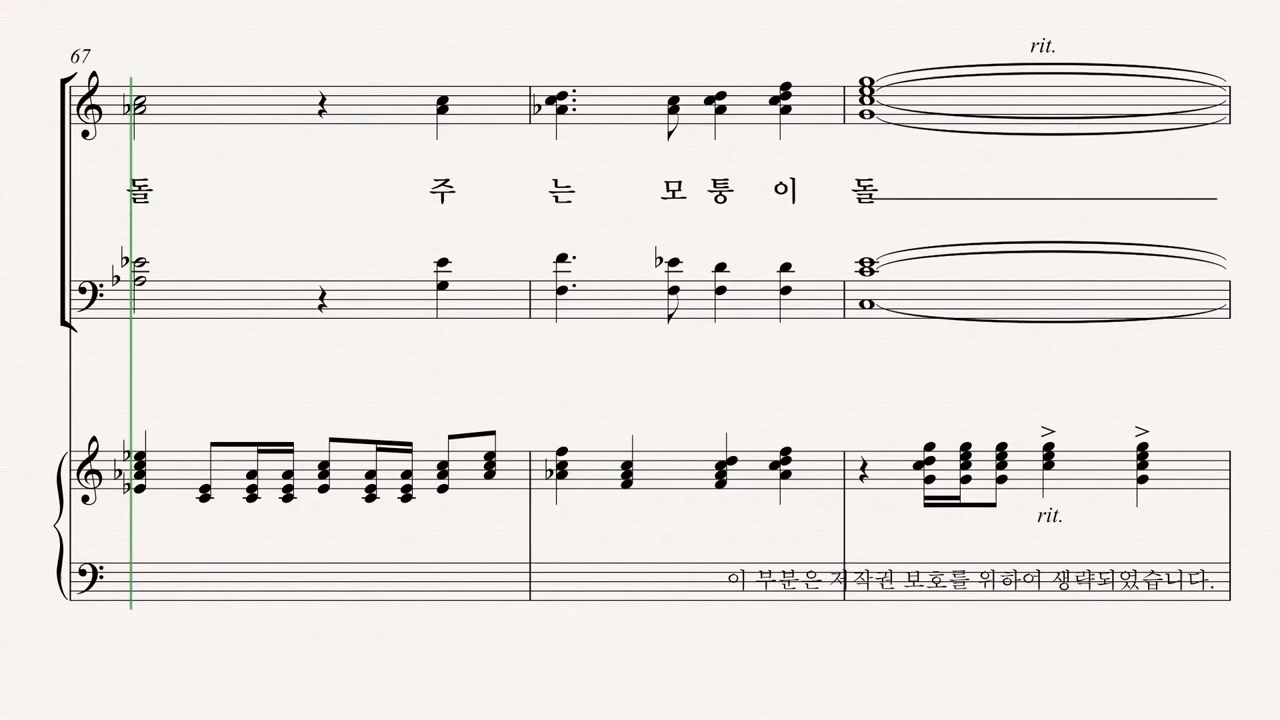 67
rit.
돌 주 는 모 퉁 이 돌
rit.
이 부분은 저작권 보호를 위하여 생략되었습니다.